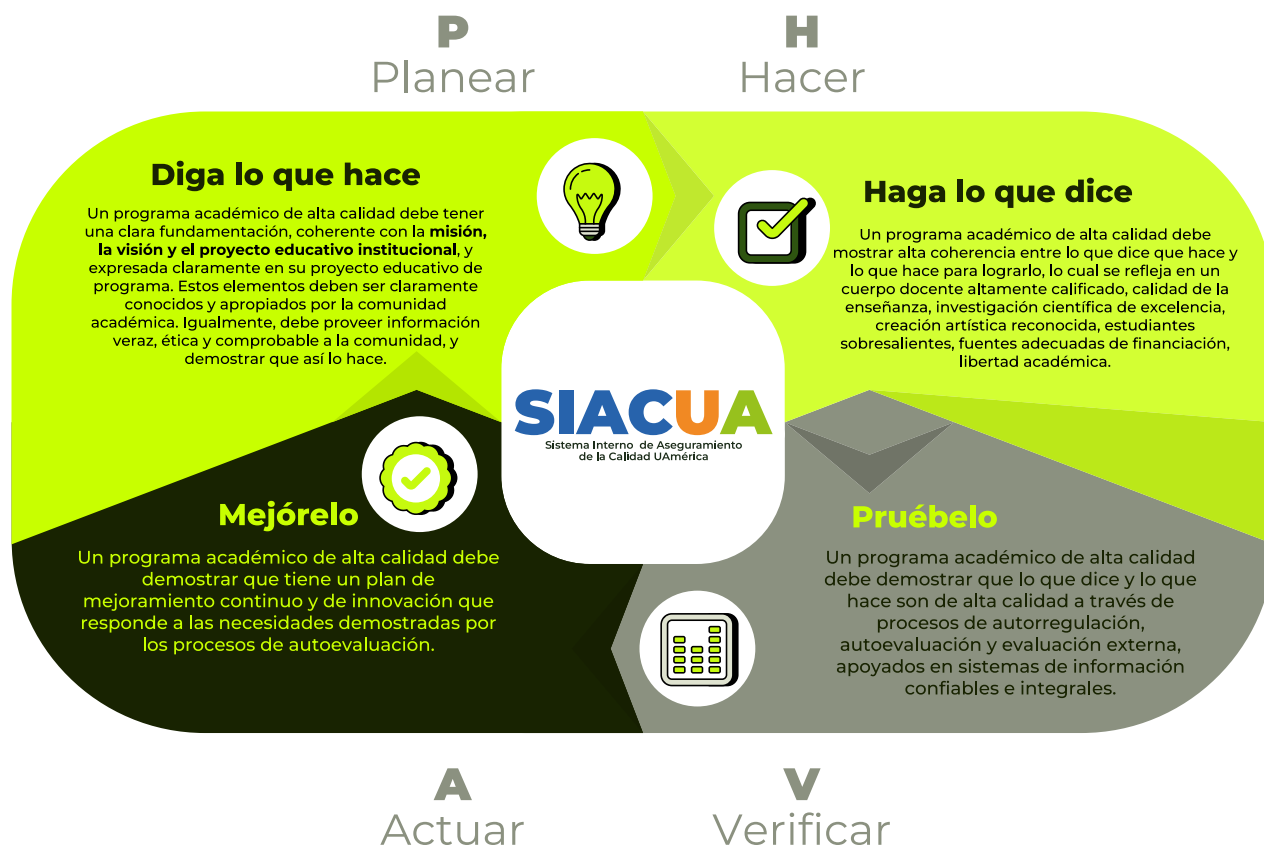 P
Planear
H
Hacer
Diga lo que hace
Un programa académico de alta calidad debe tener
una clara fundamentación, coherente con la misión,
la visión y el proyecto educativo institucional, y
expresada claramente en su proyecto educativo de
programa. Estos elementos deben ser claramente
conocidos y apropiados por la comunidad
académica. Igualmente, debe proveer información
veraz, ética y comprobable a la comunidad, y
demostrar que así lo hace.
Haga lo que dice
Un programa académico de alta calidad debe
mostrar alta coherencia entre lo que dice que hace y
lo que hace para lograrlo, lo cual se refleja en un
cuerpo docente altamente calificado, calidad de la
enseñanza, investigación científica de excelencia,
creación artística reconocida, estudiantes
sobresalientes, fuentes adecuadas de financiación,
libertad académica.
SIACUA
Sistema Interno de Aseguramiento
de la Calidad UAmérica
Mejórelo
Un programa académico de alta calidad debe
demostrar que tiene un plan de
mejoramiento continuo y de innovación que
responde a las necesidades demostradas por
los procesos de autoevaluación.
Pruébelo
Un programa académico de alta calidad
debe demostrar que lo que dice y lo que
hace son de alta calidad a través de
procesos de autorregulación,
autoevaluación y evaluación externa,
apoyados en sistemas de información
confiables e integrales.
A
Actuar
V
Verificar